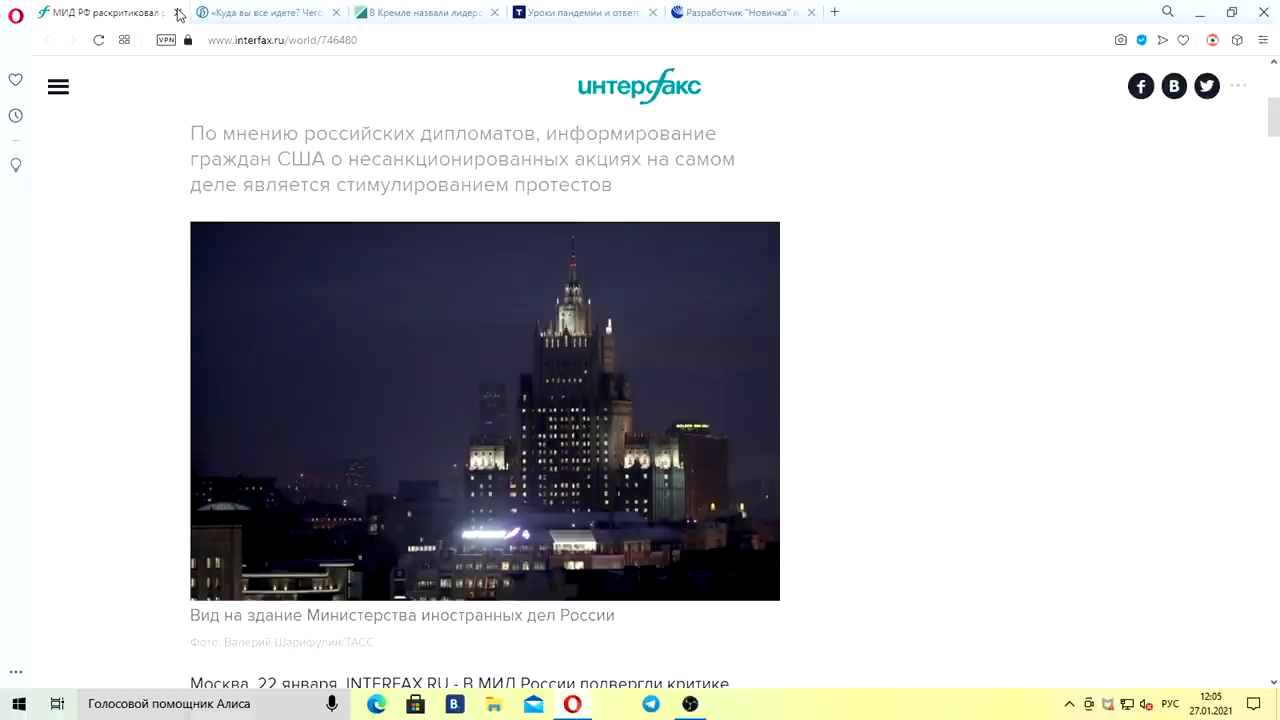 МИД РФ раскритиковал
«Куда вы все идете? Чего
В Кремле назвали лидеро
Уроки пандемии и ответс
Разработчик "Новичка" п
VPN
www.interfax.ru/world/746480
интерfакс
По мнению российских дипломатов, информирование
граждан США о несанкционированных акциях на самом
деле является стимулированием протестов
Вид на здание Министерства иностранных дел России
Фото: Валерий Шарифулин/ТАСС
Москва. 22 января. INTERFAX.RU - В МИД России подвергли критике
Голосовой помощник Алиса
РУС
12:05
27.01.2021